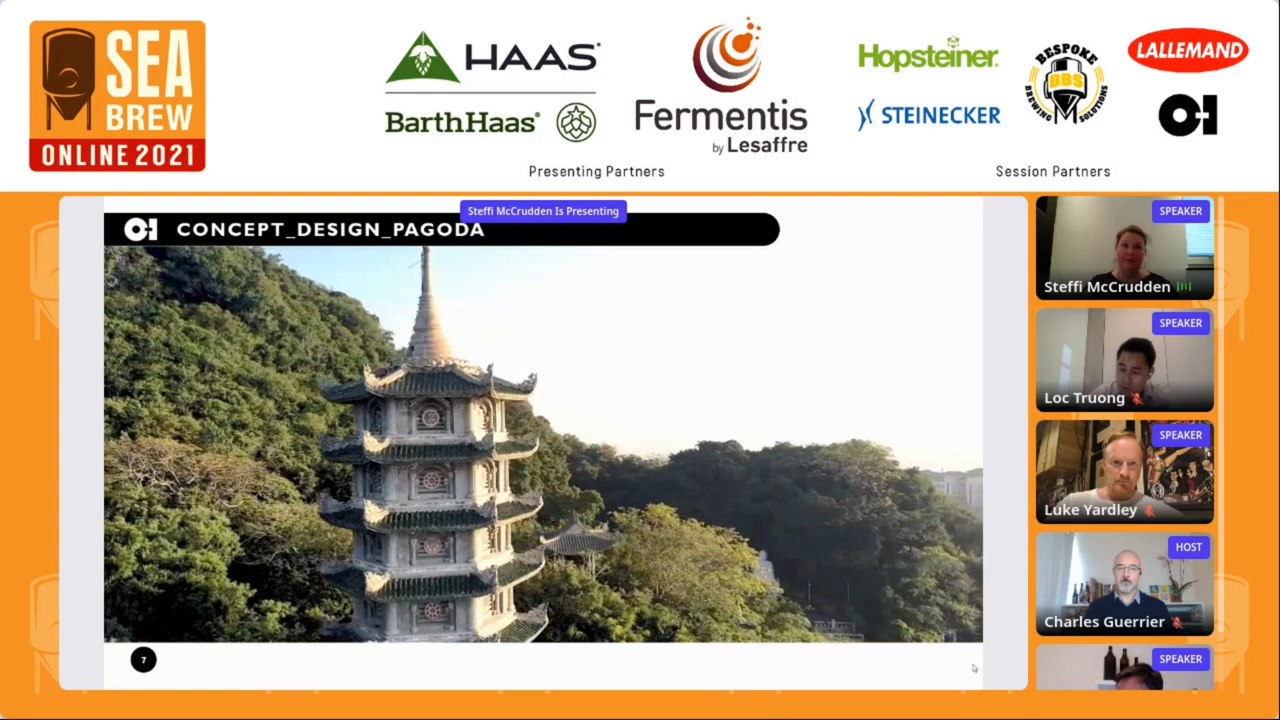 SEA
BREW
ONLINE 2021
HAAS®
BarthHaas®
Fermentis
by Lesaffre
Presenting Partners
Hopsteiner®
STEINECKER
BESPOKE
BBS
BREWING SOLUTIONS
LALLEMAND
O-I
Session Partners
Steffi McCrudden Is Presenting
O-I CONCEPT_DESIGN_PAGODA
7
SPEAKER
Steffi McCrudden
SPEAKER
Loc Truong
SPEAKER
Luke Yardley
HOST
Charles Guerrier
SPEAKER